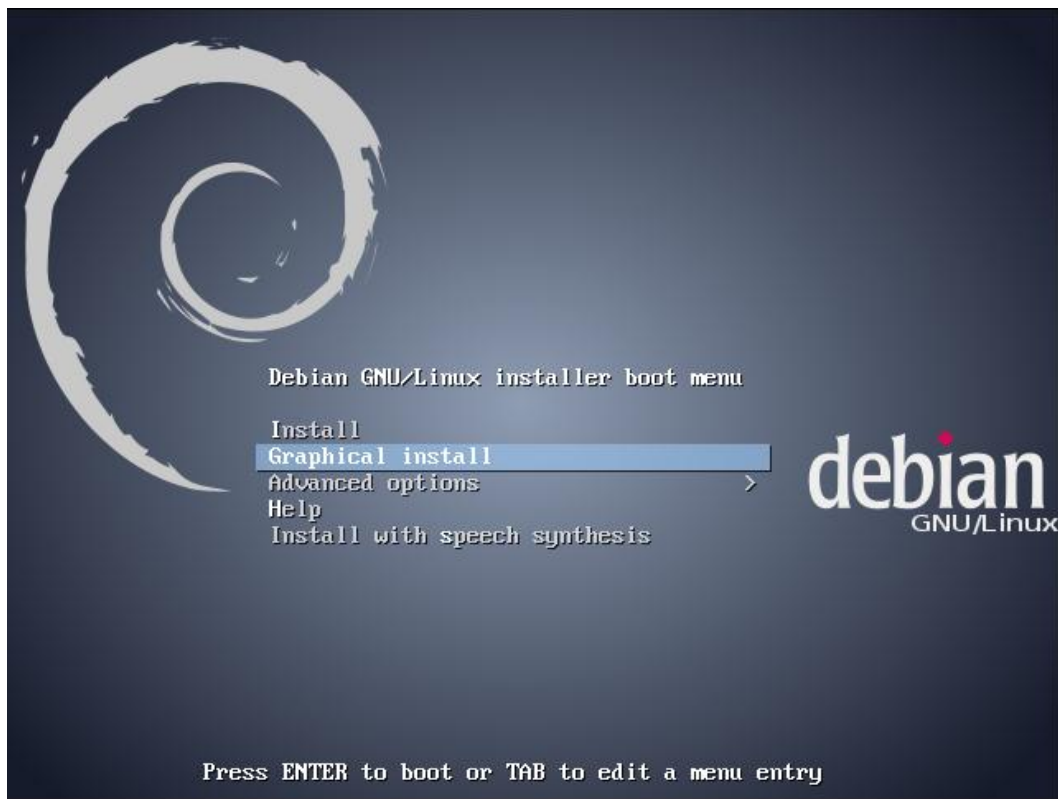 Debian GNU/Linux installer boot menu
Install
Graphical install
Advanced options >
Help
Install with speech synthesis
debian
GNU/Linux
Press ENTER to boot or TAB to edit a menu entry